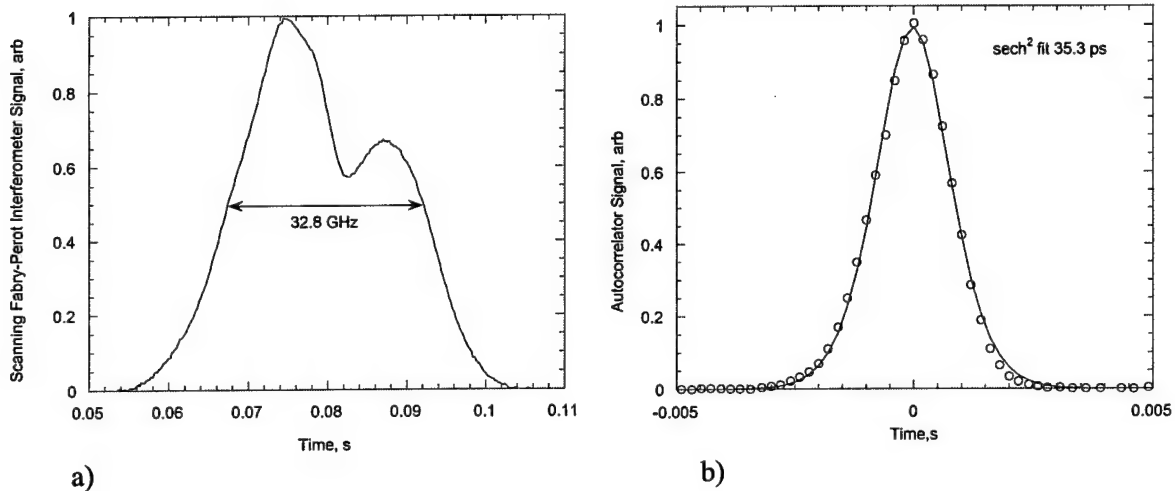 Scanning Fabry-Perot Interferometer Signal, arb
1
0.8
0.6
0.4
0.2
0
32.8 GHz
0.05
0.06
0.07
0.08
0.09
0.1
0.11
Time, s
a)
Autocorrelator Signal, arb
1
0.8
0.6
0.4
0.2
0
sech² fit 35.3 ps
-0.005
0
0.005
Time,s
b)